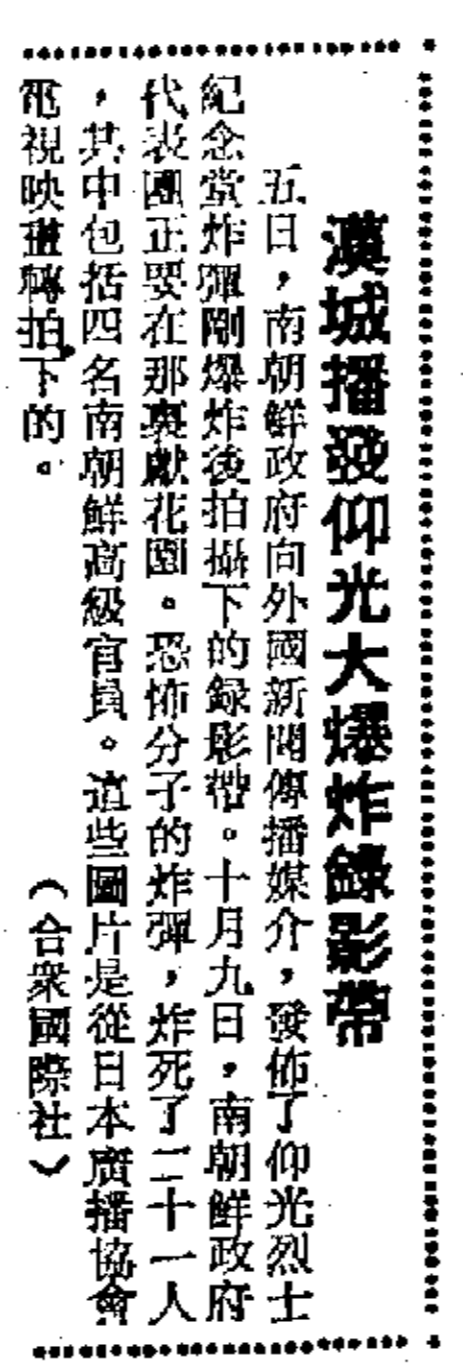 漢城播發仰光大爆炸錄影帶
五日，南朝鮮政府向外國新聞傳播媒介，發佈了仰光烈士
紀念堂炸彈剛爆炸後拍攝下的録影帶。十月九日，南朝鮮政府
代表團正要在那裏獻花圈。恐怖分子的炸彈，炸死了二十一人
，其中包括四名南朝鮮高級官員。這些圖片是從日本廣播協會
電視映畫轉拍下的。
（合衆國際社）